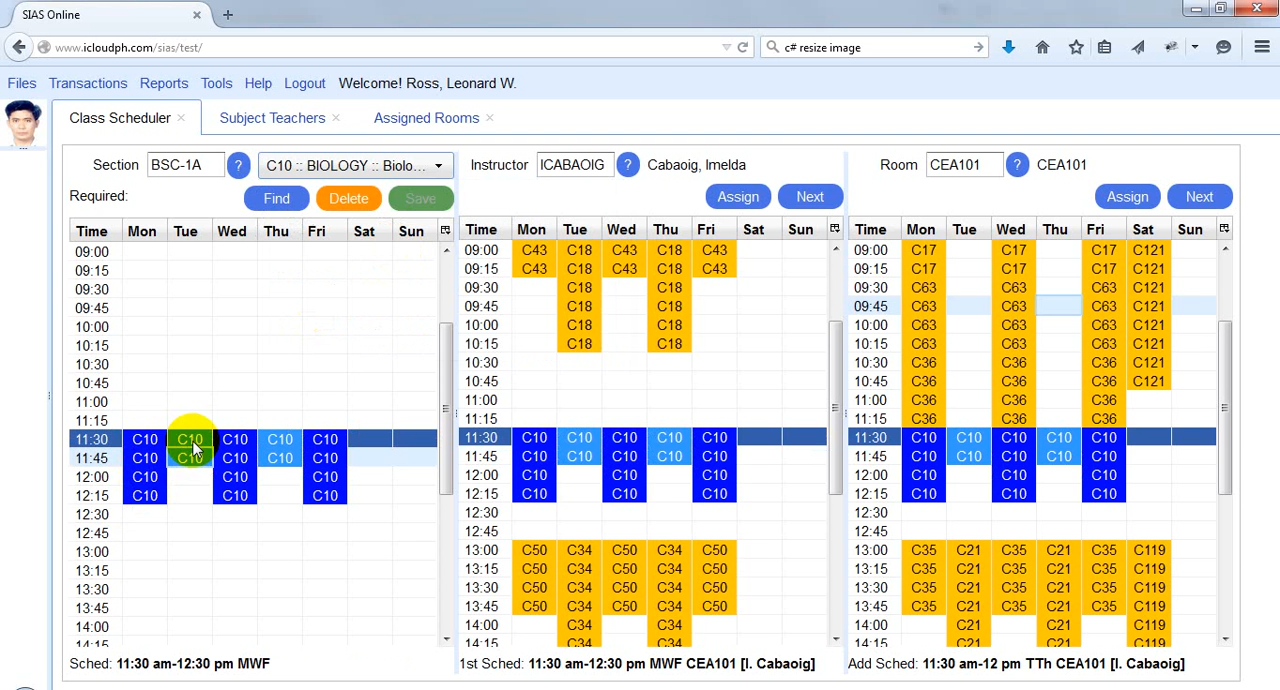 SIAS Online
www.icloudph.com/sias/test/
c# resize image
Files Transactions Reports Tools Help Logout Welcome! Ross, Leonard W.
Class Scheduler Subject Teachers Assigned Rooms
Section BSC-1A ? C10 :: BIOLOGY :: Biolo... Instructor ICABAOIG ? Cabaoig, Imelda Room CEA101 ? CEA101
Required: Find Delete Save Assign Next Assign Next
Time Mon Tue Wed Thu Fri Sat Sun Time Mon Tue Wed Thu Fri Sat Sun Time Mon Tue Wed Thu Fri Sat Sun
09:00 09:00 C43 C18 C43 C18 C43 09:00 C17 C17 C17 C121
09:15 09:15 C43 C18 C43 C18 C43 09:15 C17 C17 C17 C121
09:30 09:30 C18 C18 09:30 C63 C63 C63 C121
09:45 09:45 C18 C18 09:45 C63 C63 C63 C121
10:00 10:00 C18 C18 10:00 C63 C63 C63 C121
10:15 10:15 C18 C18 10:15 C63 C63 C63 C121
10:30 10:30 10:30 C36 C36 C36 C121
10:45 10:45 10:45 C36 C36 C36 C121
11:00 11:00 11:00 C36 C36 C36
11:15 11:15 11:15 C36 C36 C36
11:30 C10 C10 C10 C10 C10 11:30 C10 C10 C10 C10 C10 11:30 C10 C10 C10 C10 C10
11:45 C10 C10 C10 C10 C10 11:45 C10 C10 C10 C10 C10 11:45 C10 C10 C10 C10 C10
12:00 C10 C10 C10 12:00 C10 C10 C10 12:00 C10 C10 C10
12:15 C10 C10 C10 12:15 C10 C10 C10 12:15 C10 C10 C10
12:30 12:30 12:30
12:45 12:45 12:45
13:00 13:00 C50 C34 C50 C34 C50 13:00 C35 C21 C35 C21 C35 C119
13:15 13:15 C50 C34 C50 C34 C50 13:15 C35 C21 C35 C21 C35 C119
13:30 13:30 C50 C34 C50 C34 C50 13:30 C35 C21 C35 C21 C35 C119
13:45 13:45 C50 C34 C50 C34 C50 13:45 C35 C21 C35 C21 C35 C119
14:00 14:00 C34 C34 14:00 C21 C21 C119
14:15 14:15 C34 C34 14:15 C21 C21 C119
Sched: 11:30 am-12:30 pm MWF 1st Sched: 11:30 am-12:30 pm MWF CEA101 [I. Cabaoig] Add Sched: 11:30 am-12 pm TTh CEA101 [I. Cabaoig]